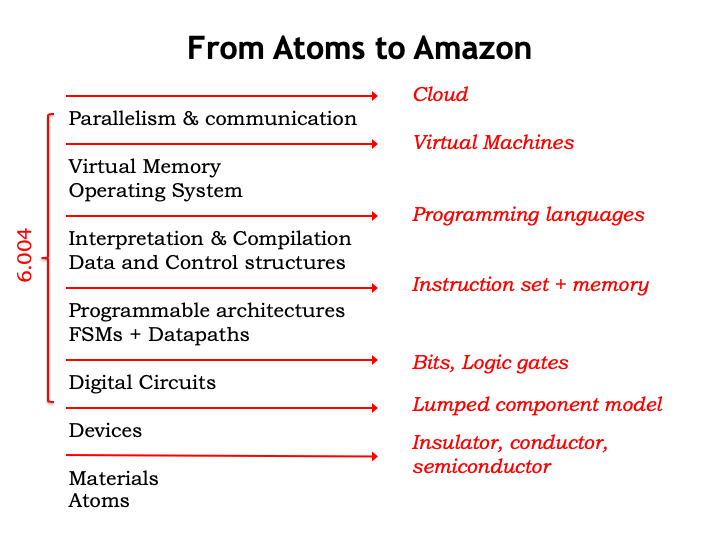 From Atoms to Amazon
Cloud
Parallelism & communication
Virtual Machines
Virtual Memory
Operating System
Programming languages
Interpretation & Compilation
Data and Control structures
6.004
Instruction set + memory
Programmable architectures
FSMs + Datapaths
Bits, Logic gates
Digital Circuits
Lumped component model
Devices
Insulator, conductor,
semiconductor
Materials
Atoms